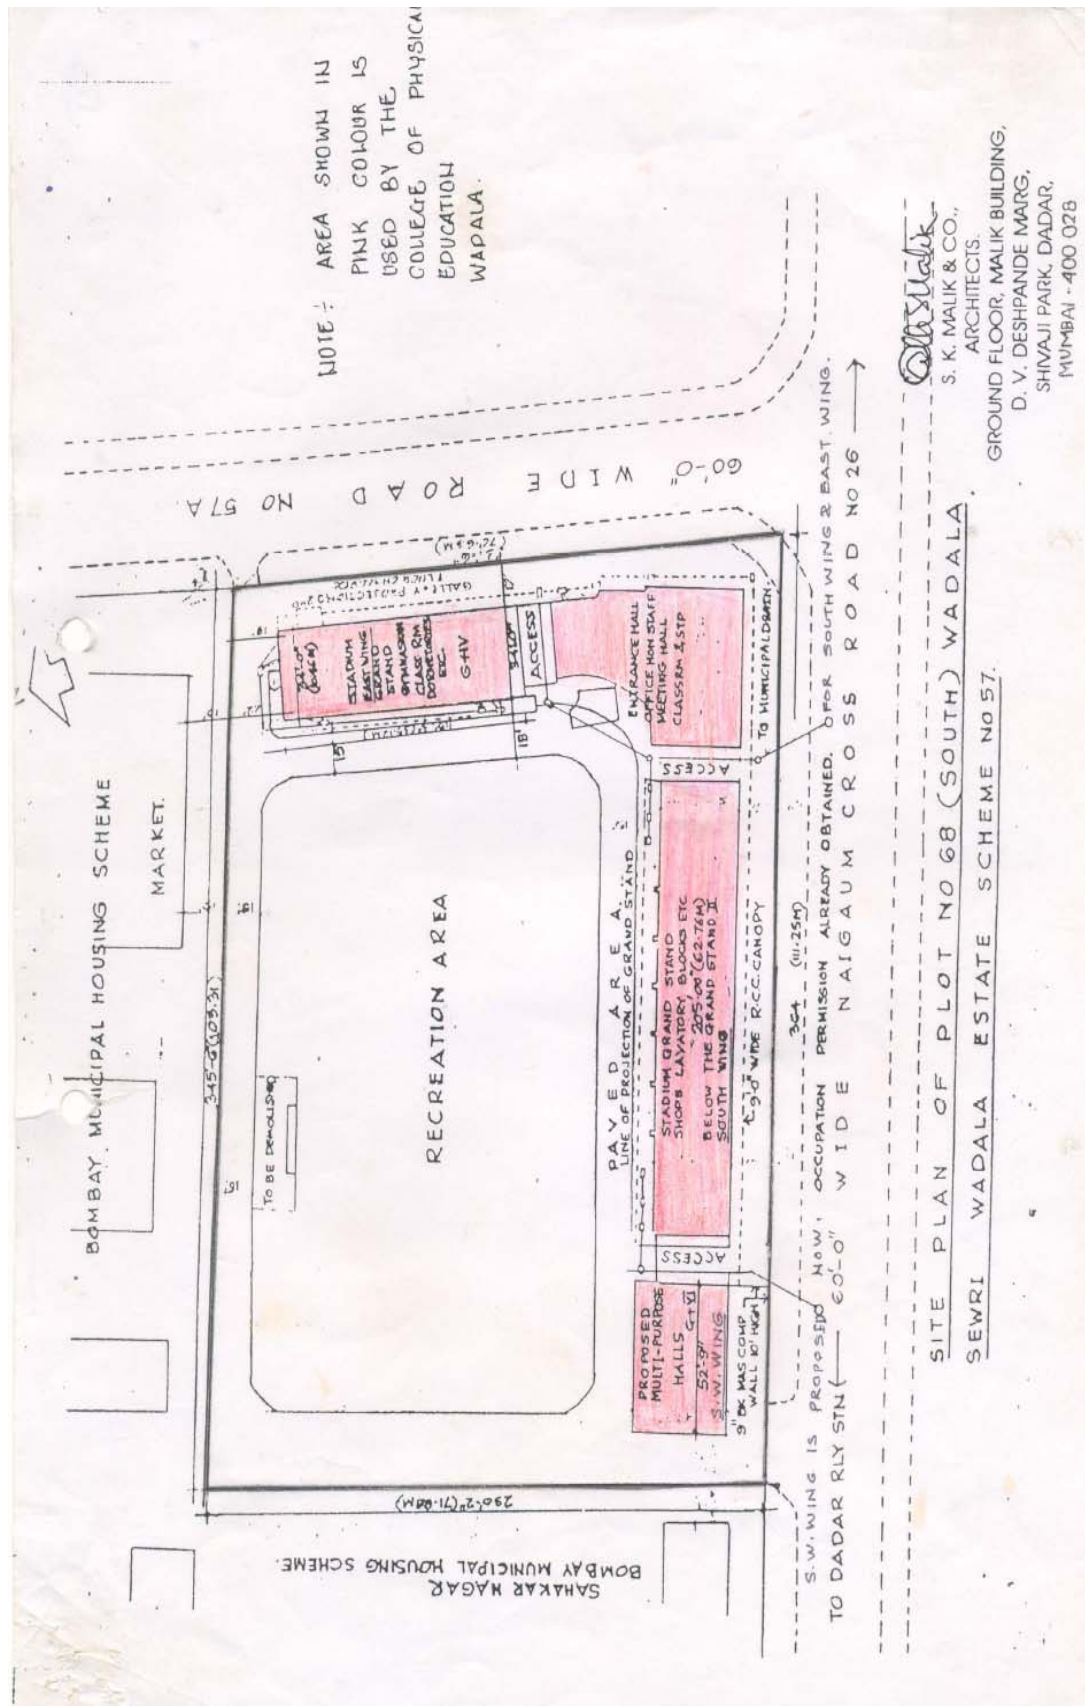 NOTE : AREA SHOWN IN
PINK COLOUR IS
USED BY THE
COLLEGE OF PHYSICAL
EDUCATION
WADALA.
BOMBAY MUNICIPAL HOUSING SCHEME
MARKET.
345'-6"(103.31)
TO BE DEMOLISHED
15'
RECREATION AREA
SAHAKAR NAGAR
BOMBAY MUNICIPAL HOUSING SCHEME.
60'-0" WIDE ROAD NO 57A.
STADIUM
EAST WING
GRAND
STAND
CLASS RM
DORMETORIES
ETC.
G+IV
15'
18'
ACCESS
ENTRANCE HALL
OFFICE MON STAFF
MEETING HALL
CLASSRM & STP
TO MUNICIPAL DRAIN
ACCESS
PAVED AREA.
LINE OF PROJECTION OF GRAND STAND
STADIUM GRAND STAND
SHOPS LAVATORY BLOCKS ETC
205'-00" (62.76M)
BELOW THE GRAND STAND II
SOUTH WING
9'-0" WIDE R.C.C. CANOPY
364 (111.25M)
ACCESS
PROPOSED
MULTI-PURPOSE
HALLS
G+VI
52'-9"
S.W. WING
9" BK MAS COMP
WALL 10' HIGH
S.W. WING IS PROPOSED NOW, OCCUPATION PERMISSION ALREADY OBTAINED. FOR SOUTH WING & EAST WING.
TO DADAR RLY STN 60'-0" WIDE NAIGAUM CROSS ROAD NO 26
SITE PLAN OF PLOT NO 68 (SOUTH) WADALA
SEWRI WADALA ESTATE SCHEME NO 57.
S. K. MALIK & CO.,
ARCHITECTS.
GROUND FLOOR, MALIK BUILDING,
D. V. DESHPANDE MARG,
SHIVAJI PARK, DADAR,
MUMBAI - 400 028